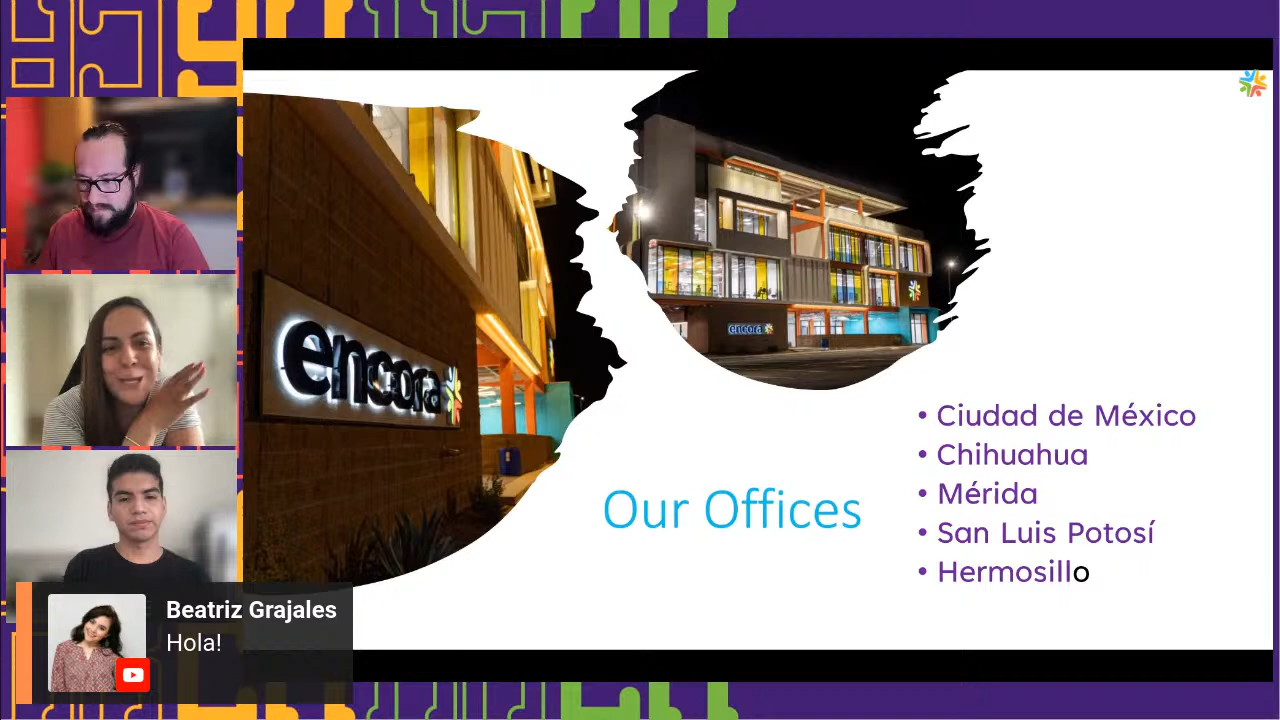 encora
encora
Our Offices
• Ciudad de México
• Chihuahua
• Mérida
• San Luis Potosí
• Hermosillo
Beatriz Grajales
Hola!